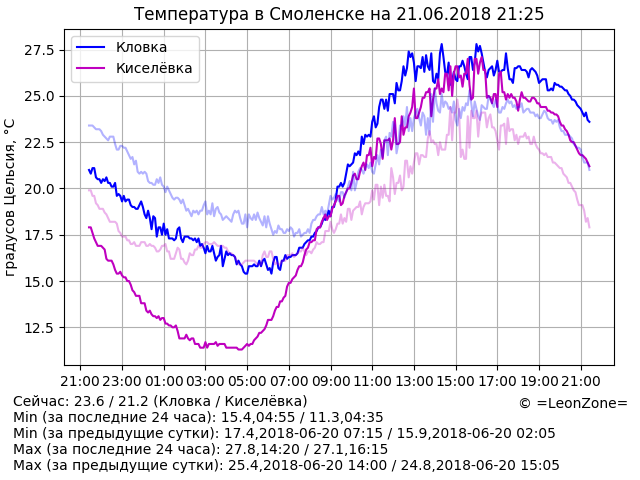 Температура в Смоленске на 21.06.2018 21:25
Кловка
Киселёвка
градусов Цельсия, °C
27.5
25.0
22.5
20.0
17.5
15.0
12.5
21:00 23:00 01:00 03:00 05:00 07:00 09:00 11:00 13:00 15:00 17:00 19:00 21:00
Сейчас: 23.6 / 21.2 (Кловка / Киселёвка)
© =LeonZone=
Min (за последние 24 часа): 15.4,04:55 / 11.3,04:35
Min (за предыдущие сутки): 17.4,2018-06-20 07:15 / 15.9,2018-06-20 02:05
Max (за последние 24 часа): 27.8,14:20 / 27.1,16:15
Max (за предыдущие сутки): 25.4,2018-06-20 14:00 / 24.8,2018-06-20 15:05